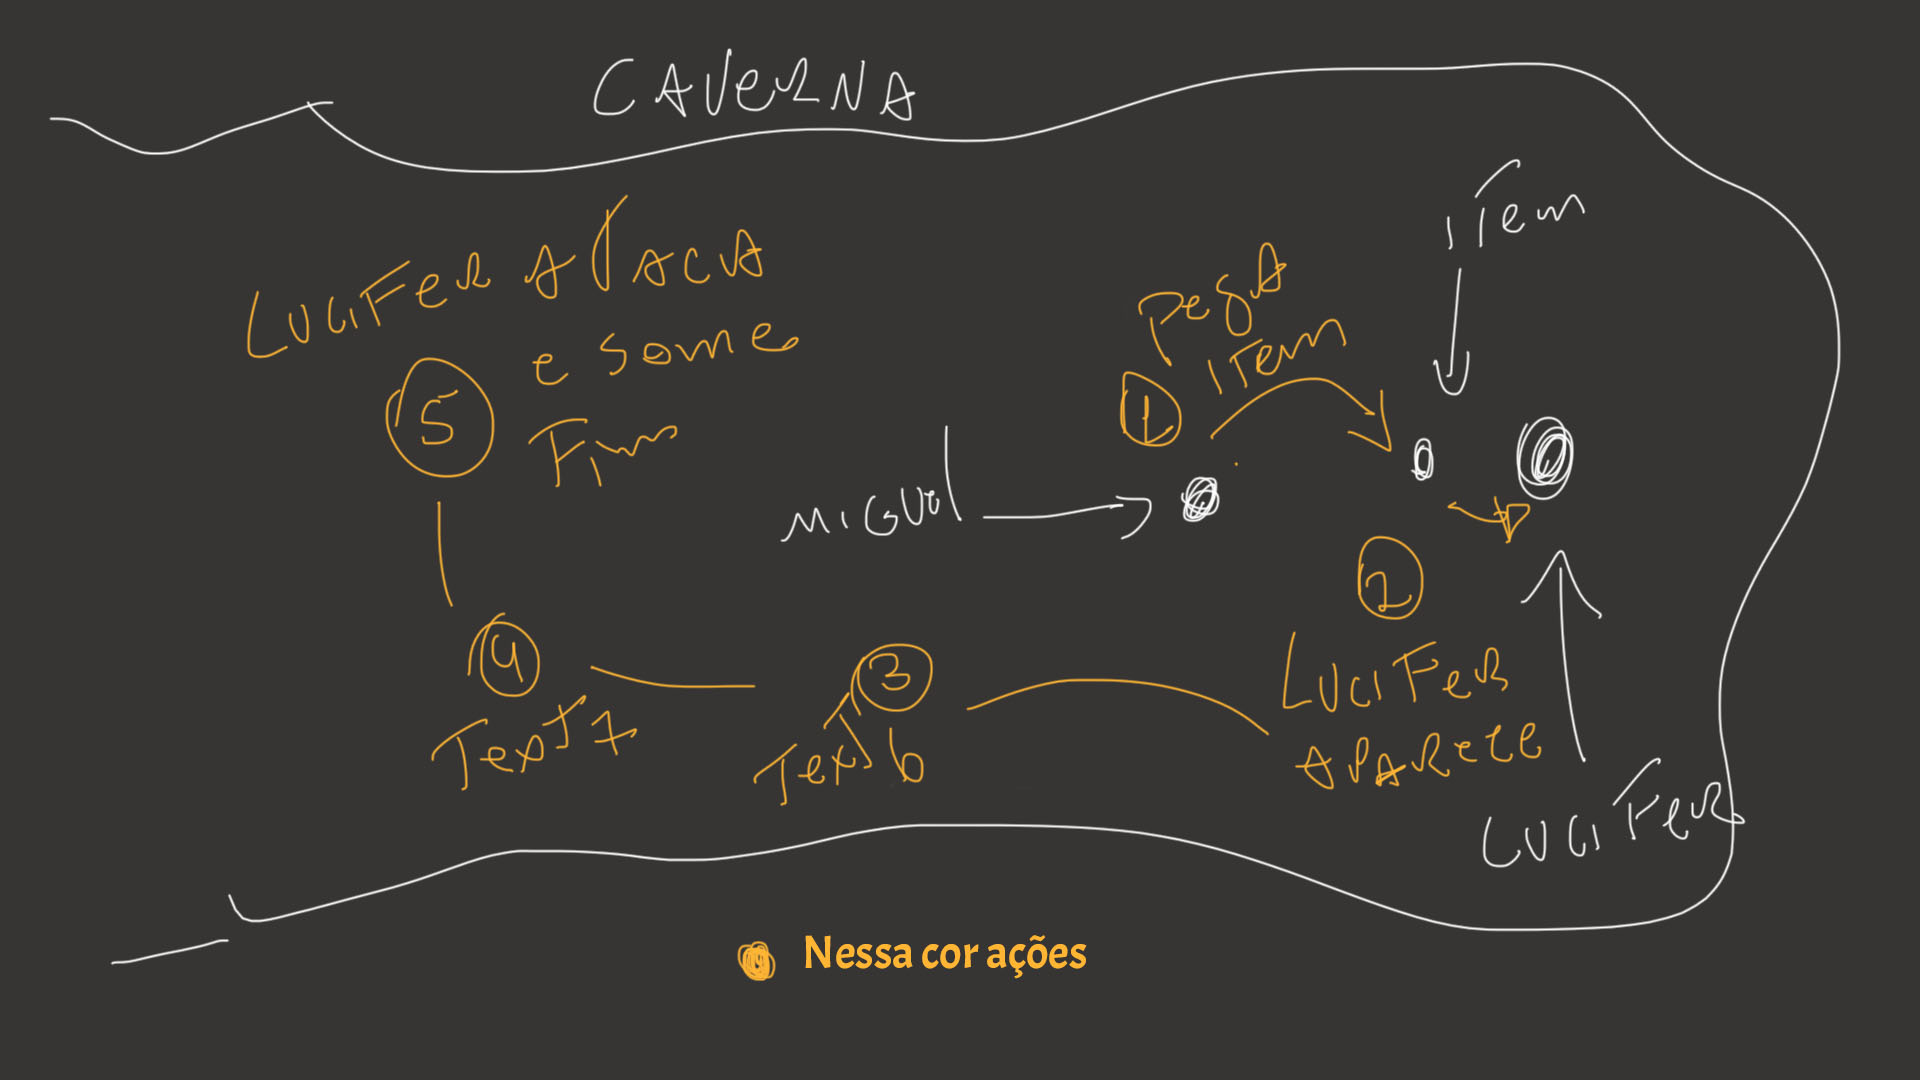 CAVERNA
ITem
LUCIFER ATACA
e some
Fim
5
PegA
ITem
1
MIGUel
2
LUCIFeR
APARece
3
TexT 6
4
TexT 7
LUCIFeR
Nessa cor ações